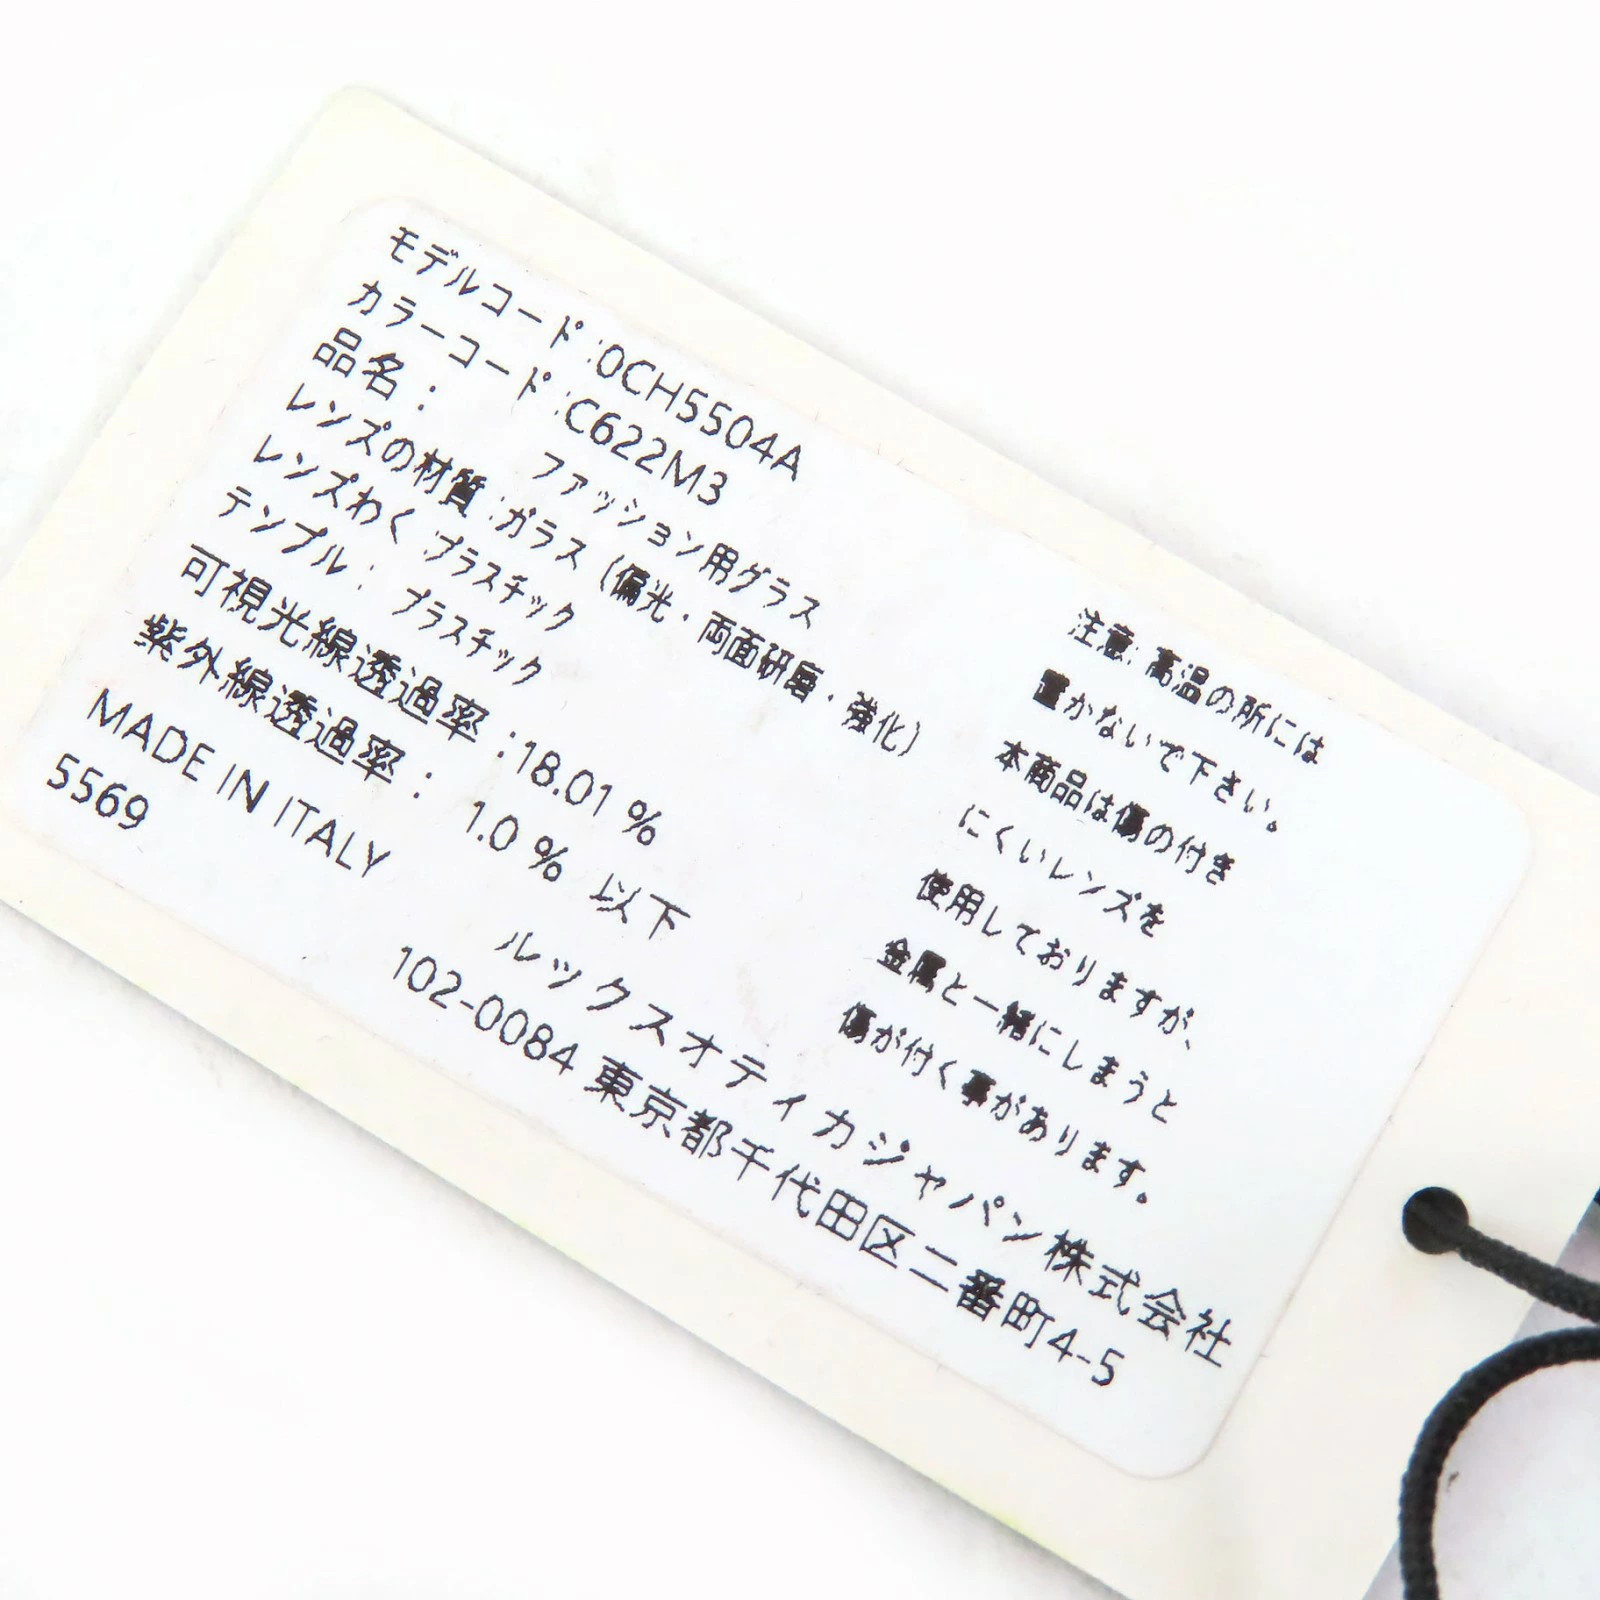 モデルコード:0CH5504A
カラーコード:C622M3
品名: ファッション用グラス
レンズの材質:ガラス(偏光・両面研磨・強化)
レンズわく:プラスチック
テンプル: プラスチック
可視光線透過率:18.01 %
紫外線透過率: 1.0 % 以下
MADE IN ITALY
5569
注意:高温の所には
置かないで下さい。
本商品は傷の付き
にくいレンズを
使用しておりますが、
金属と一緒にしまうと
傷が付く事があります。
ルックスオティカジャパン株式会社
102-0084 東京都千代田区二番町4-5